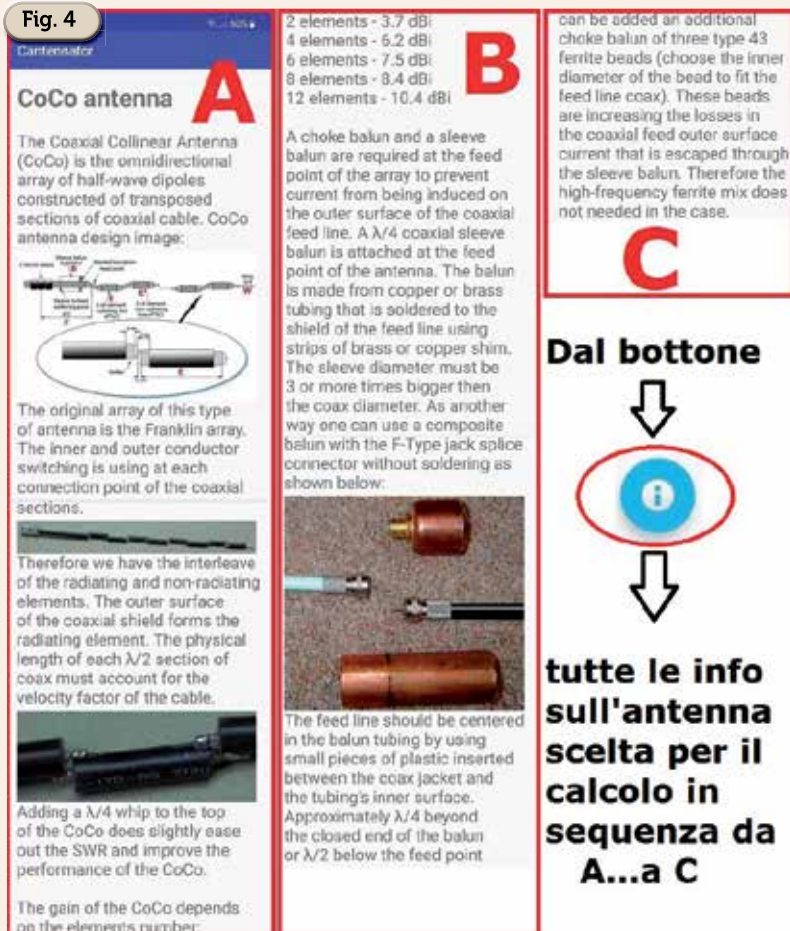 Fig. 4
Cantennator
A
CoCo antenna
The Coaxial Collinear Antenna
(CoCo) is the omnidirectional
array of half-wave dipoles
constructed of transposed
sections of coaxial cable. CoCo
antenna design image:
W
The original array of this type
of antenna is the Franklin array.
The inner and outer conductor
switching is using at each
connection point of the coaxial
sections.
Therefore we have the interleave
of the radiating and non-radiating
elements. The outer surface
of the coaxial shield forms the
radiating element. The physical
length of each λ/2 section of
coax must account for the
velocity factor of the cable.
Adding a λ/4 whip to the top
of the CoCo does slightly ease
out the SWR and improve the
performance of the CoCo.
The gain of the CoCo depends
on the elements number:
2 elements - 3.7 dBi
4 elements - 6.2 dBi
6 elements - 7.5 dBi
8 elements - 8.4 dBi
12 elements - 10.4 dBi
B
A choke balun and a sleeve
balun are required at the feed
point of the array to prevent
current from being induced on
the outer surface of the coaxial
feed line. A λ/4 coaxial sleeve
balun is attached at the feed
point of the antenna. The balun
is made from copper or brass
tubing that is soldered to the
shield of the feed line using
strips of brass or copper shim.
The sleeve diameter must be
3 or more times bigger then
the coax diameter. As another
way one can use a composite
balun with the F-Type jack splice
connector without soldering as
shown below:
The feed line should be centered
in the balun tubing by using
small pieces of plastic inserted
between the coax jacket and
the tubing's inner surface.
Approximately λ/4 beyond
the closed end of the balun
or λ/2 below the feed point
can be added an additional
choke balun of three type 43
ferrite beads (choose the inner
diameter of the bead to fit the
feed line coax). These beads
are increasing the losses in
the coaxial feed outer surface
current that is escaped through
the sleeve balun. Therefore the
high-frequency ferrite mix does
not needed in the case.
C
Dal bottone
i
tutte le info
sull'antenna
scelta per il
calcolo in
sequenza da
A...a C